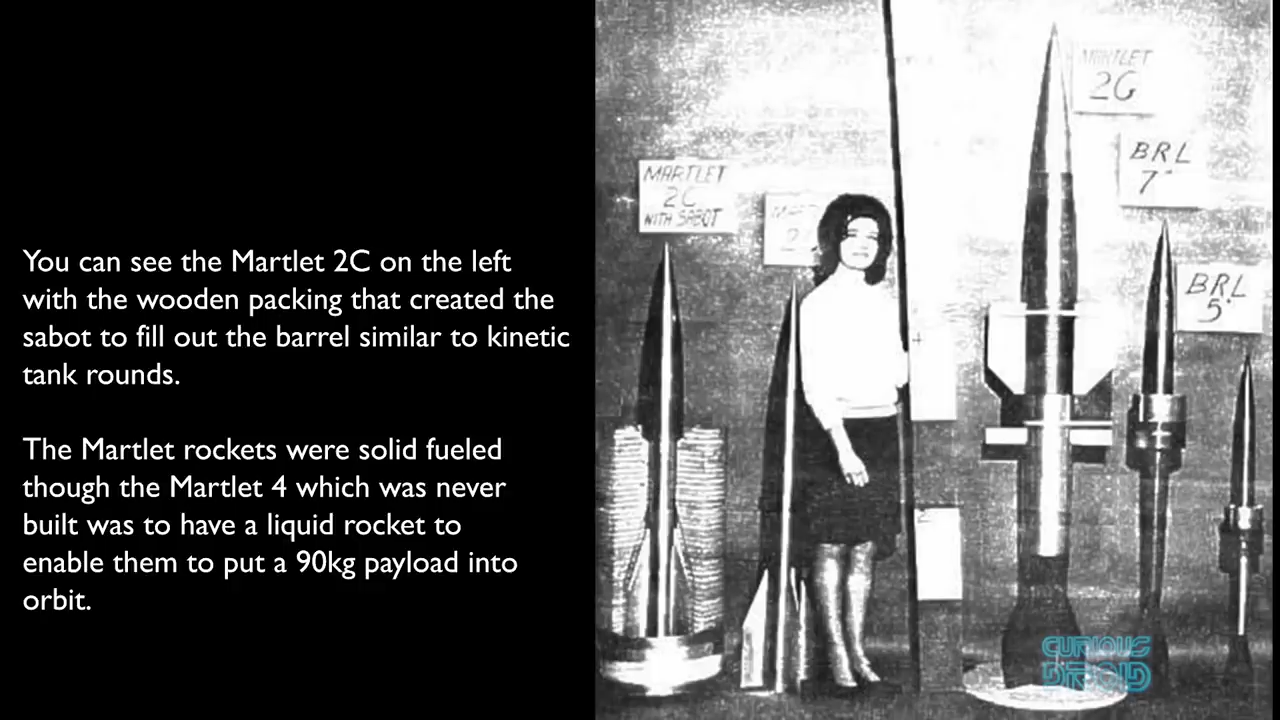 You can see the Martlet 2C on the left
with the wooden packing that created the
sabot to fill out the barrel similar to kinetic
tank rounds.
The Martlet rockets were solid fueled
though the Martlet 4 which was never
built was to have a liquid rocket to
enable them to put a 90kg payload into
orbit.
MARTLET
2C
WITH SABOT
MARTLET
2G
BRL
7"
BRL
5"
CURIOUS
DROID